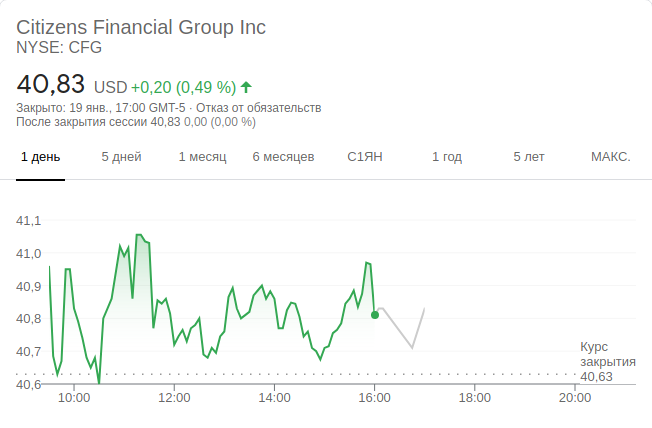 Citizens Financial Group Inc
NYSE: CFG
40,83 USD +0,20 (0,49 %)
Закрыто: 19 янв., 17:00 GMT-5 · Отказ от обязательств
После закрытия сессии 40,83 0,00 (0,00 %)
1 день 5 дней 1 месяц 6 месяцев С1ЯН 1 год 5 лет МАКС.
41,1
41,0
40,9
40,8
40,7
40,6
Курс
закрытия
40,63
10:00 12:00 14:00 16:00 18:00 20:00